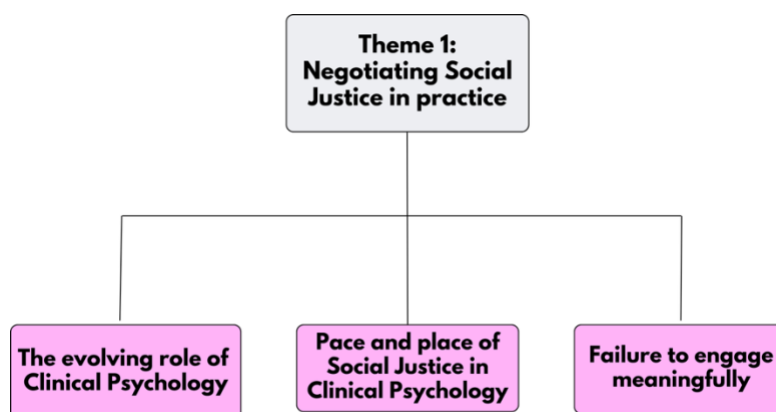 Theme 1:
Negotiating Social
Justice in practice
The evolving role of
Clinical Psychology
Pace and place of
Social Justice in
Clinical Psychology
Failure to engage
meaningfully